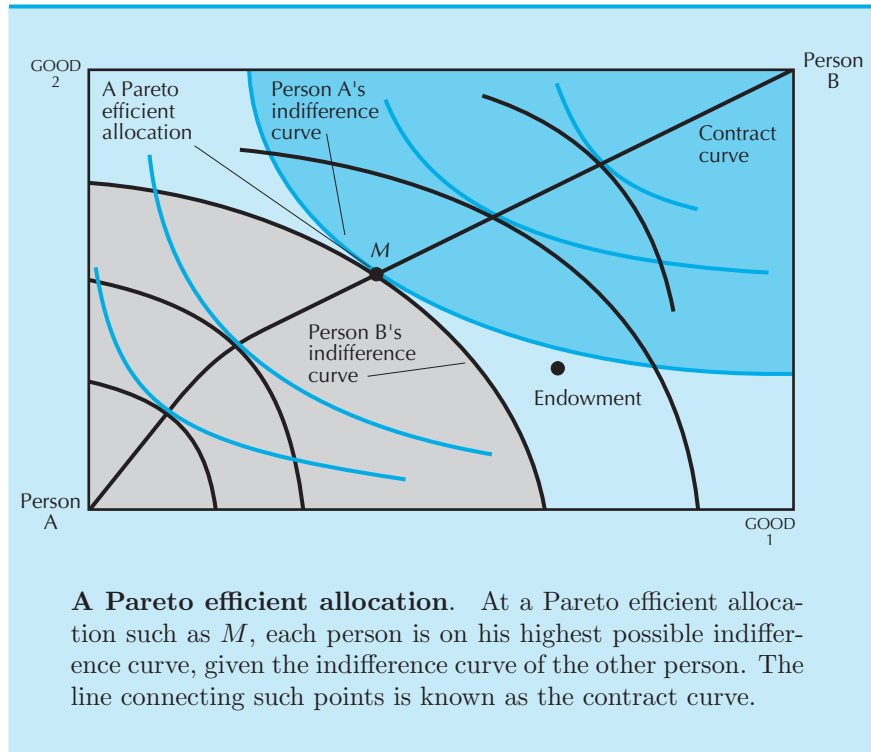 GOOD
2
A Pareto
efficient
allocation
Person A's
indifference
curve
Person
B
Contract
curve
M
Person B's
indifference
curve
Endowment
Person
A
GOOD
1
A Pareto efficient allocation. At a Pareto efficient alloca-
tion such as M, each person is on his highest possible indiffer-
ence curve, given the indifference curve of the other person. The
line connecting such points is known as the contract curve.